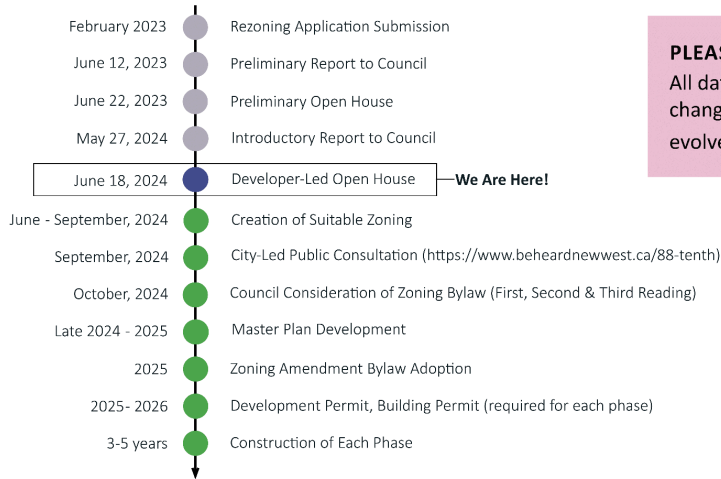 February 2023 Rezoning Application Submission
June 12, 2023 Preliminary Report to Council
June 22, 2023 Preliminary Open House
May 27, 2024 Introductory Report to Council
June 18, 2024 Developer-Led Open House We Are Here!
June - September, 2024 Creation of Suitable Zoning
September, 2024 City-Led Public Consultation (https://www.beheardnewwest.ca/88-tenth)
October, 2024 Council Consideration of Zoning Bylaw (First, Second & Third Reading)
Late 2024 - 2025 Master Plan Development
2025 Zoning Amendment Bylaw Adoption
2025- 2026 Development Permit, Building Permit (required for each phase)
3-5 years Construction of Each Phase
All